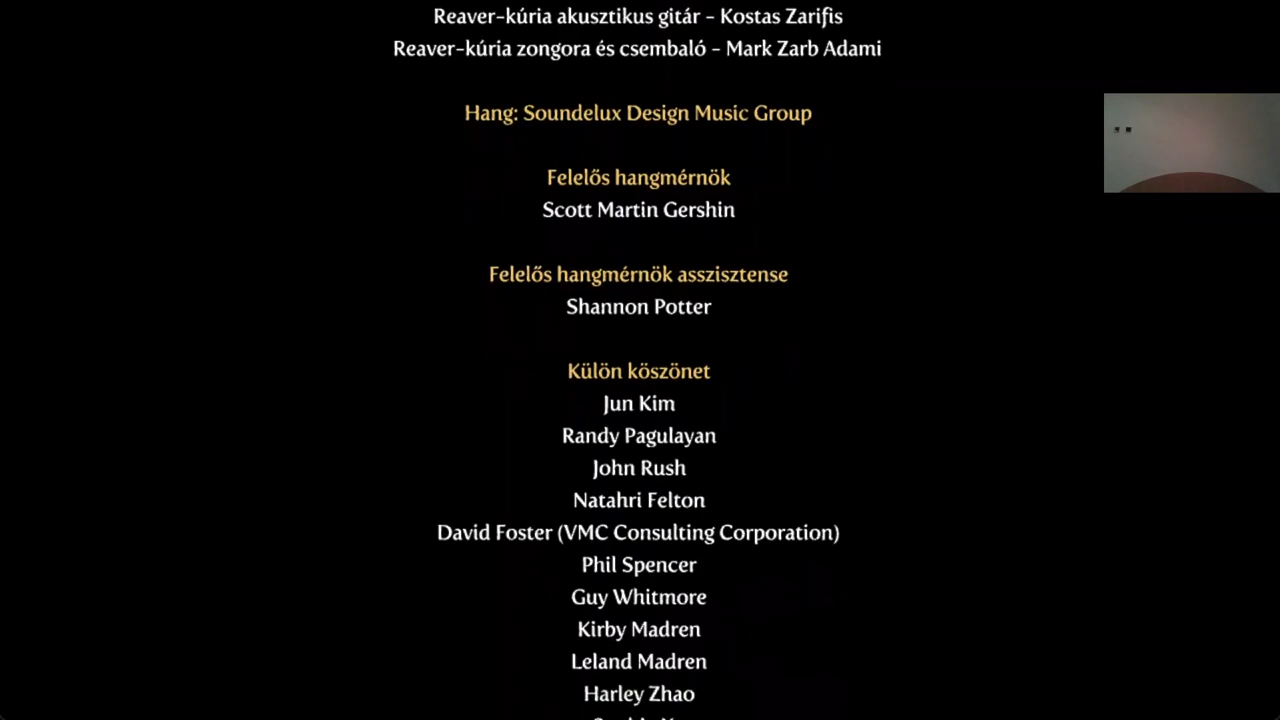 Reaver-kúria akusztikus gitár - Kostas Zarifis
Reaver-kúria zongora és csembaló - Mark Zarb Adami
Hang: Soundelux Design Music Group
Felelős hangmérnök
Scott Martin Gershin
Felelős hangmérnök asszisztense
Shannon Potter
Külön köszönet
Jun Kim
Randy Pagulayan
John Rush
Natahri Felton
David Foster (VMC Consulting Corporation)
Phil Spencer
Guy Whitmore
Kirby Madren
Leland Madren
Harley Zhao